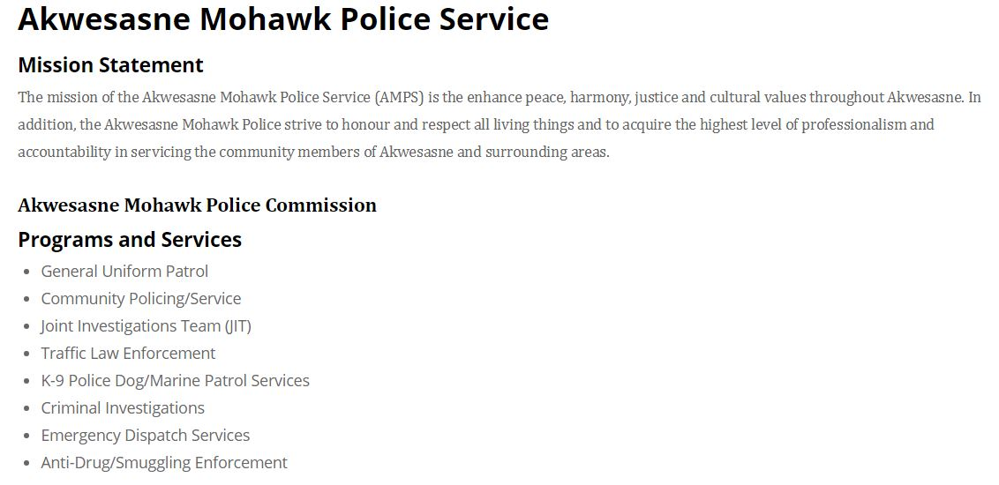 Akwesasne Mohawk Police Service
Mission Statement
The mission of the Akwesasne Mohawk Police Service (AMPS) is the enhance peace, harmony, justice and cultural values throughout Akwesasne. In
addition, the Akwesasne Mohawk Police strive to honour and respect all living things and to acquire the highest level of professionalism and
accountability in servicing the community members of Akwesasne and surrounding areas.
Akwesasne Mohawk Police Commission
Programs and Services
• General Uniform Patrol
• Community Policing/Service
• Joint Investigations Team (JIT)
• Traffic Law Enforcement
• K-9 Police Dog/Marine Patrol Services
• Criminal Investigations
• Emergency Dispatch Services
• Anti-Drug/Smuggling Enforcement